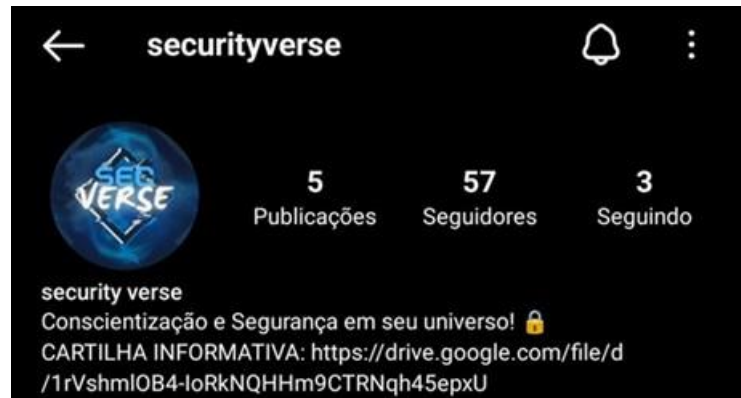 securityverse
SEC
VERSE
5
57
3
Publicações
Seguidores
Seguindo
security verse
Conscientização e Segurança em seu universo! 🔒
CARTILHA INFORMATIVA: https://drive.google.com/file/d
/1rVshmlOB4-IoRkNQHHm9CTRNqh45epxU